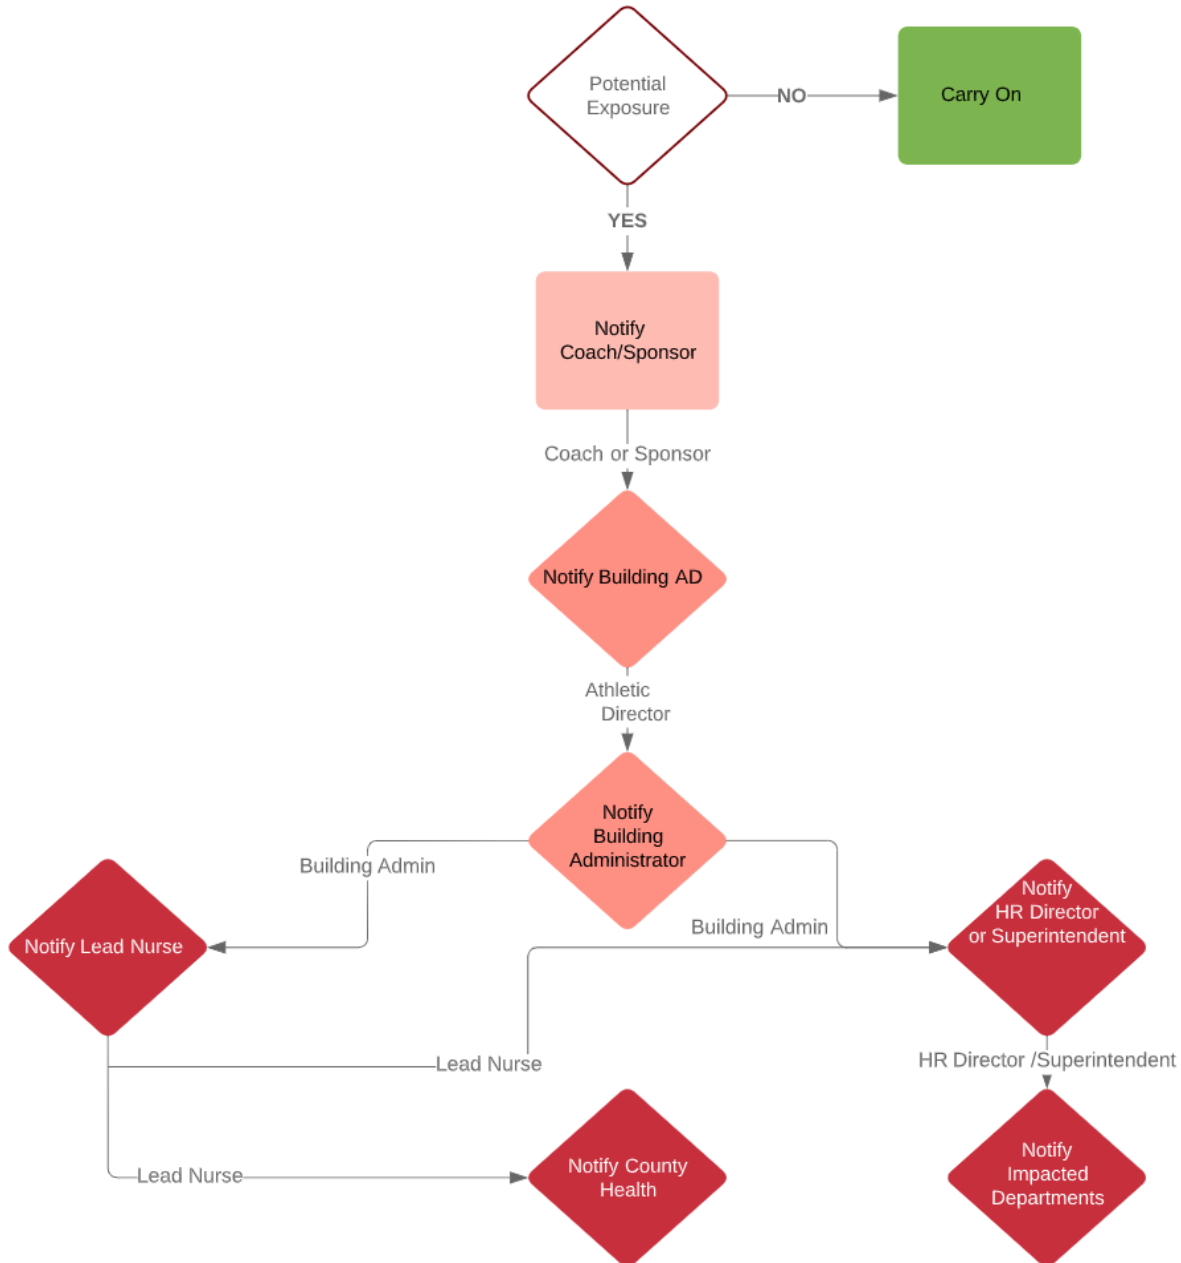 Potential
Exposure
NO
Carry On
YES
Notify
Coach/Sponsor
Coach or Sponsor
Notify Building AD
Athletic
Director
Notify
Building
Administrator
Building Admin
Building Admin
Notify Lead Nurse
Notify
HR Director
or Superintendent
Lead Nurse
HR Director /Superintendent
Lead Nurse
Notify County
Health
Notify
Impacted
Departments